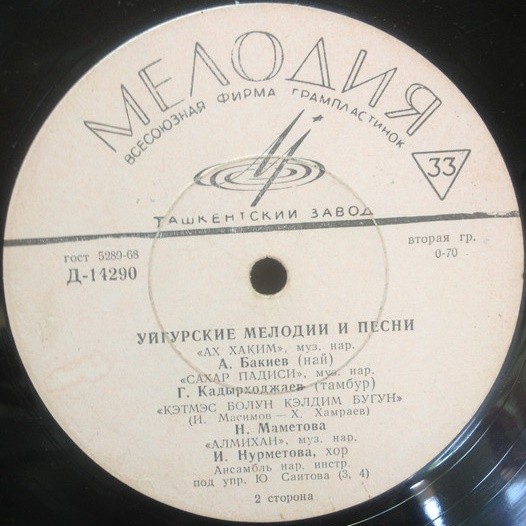 МЕЛОДИЯ
ВСЕСОЮЗНАЯ ФИРМА ГРАМПЛАСТИНОК
33
ТАШКЕНТСКИЙ ЗАВОД
гост 5289-68
Д-14290
вторая гр.
0-70
УЙГУРСКИЕ МЕЛОДИИ И ПЕСНИ
«АХ ХАКИМ», муз. нар.
А. Бакиев (най)
«САХАР ПАДИСИ», муз. нар.
Г. Кадырходжаев (тамбур)
«КЭТМЭС БОЛУН КЭЛДИМ БУГУН»
(И. Масимов — Х. Хамраев)
Н. Маметова
«АЛМИХАН», муз. нар.
И. Нурметова, хор
Ансамбль нар. инстр.
под упр. Ю. Саитова (3, 4)
2 сторона